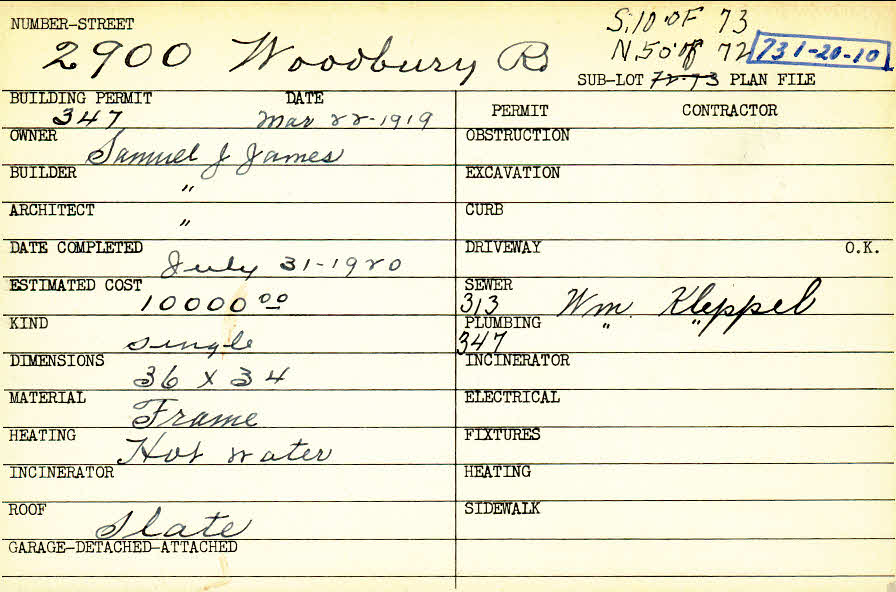 NUMBER-STREET
S.10' OF 73
2900 Woodbury R.
N.50' of 72
731-20-10
SUB-LOT 72-73 PLAN FILE
BUILDING PERMIT DATE
347 Mar 22-1919
PERMIT CONTRACTOR
OWNER
Samuel J James
OBSTRUCTION
BUILDER
"
EXCAVATION
ARCHITECT
"
CURB
DATE COMPLETED
July 31-1920
DRIVEWAY O.K.
ESTIMATED COST
10000 00
SEWER
313 Wm. Kleppel
KIND
single
PLUMBING
347 " "
DIMENSIONS
36 x 34
INCINERATOR
MATERIAL
Frame
ELECTRICAL
HEATING
Hot water
FIXTURES
INCINERATOR
HEATING
ROOF
Slate
SIDEWALK
GARAGE-DETACHED-ATTACHED